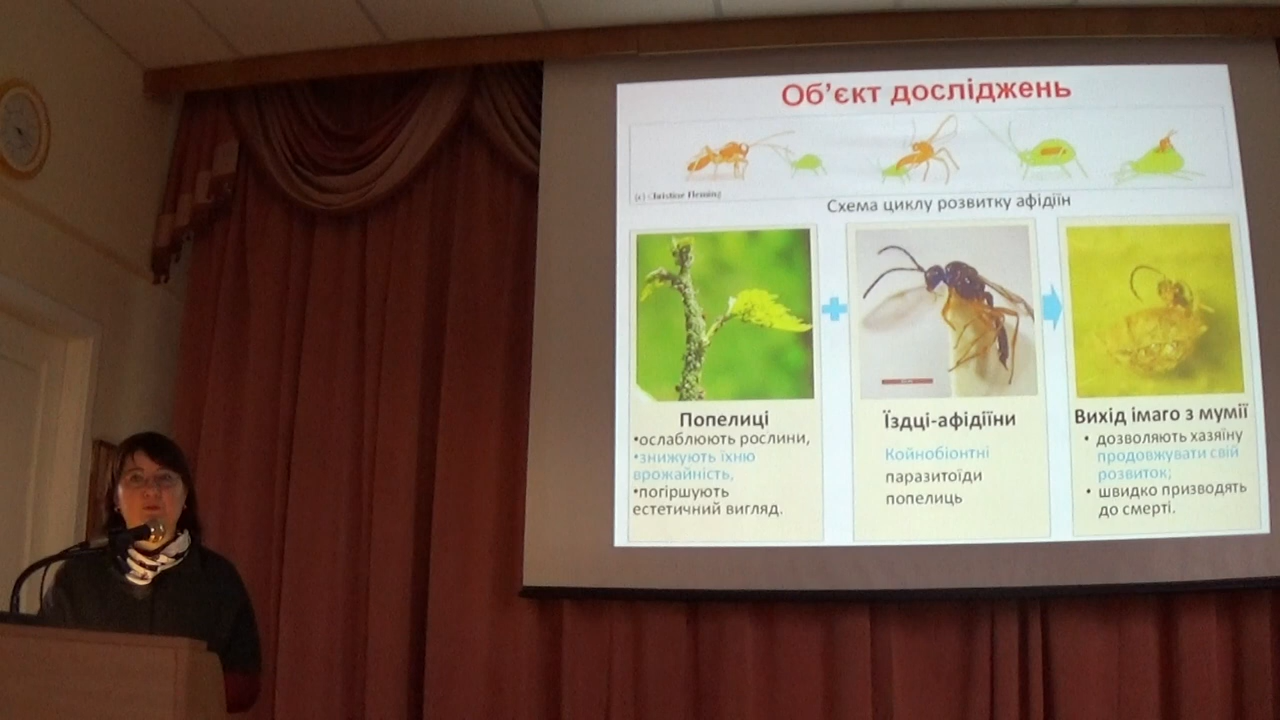 Об’єкт досліджень
(c) Christine Fleming
Схема циклу розвитку афідіїн
Попелиці
•ослаблюють рослини,
•знижують їхню
врожайність,
•погіршують
естетичний вигляд.
Їздці-афідіїни
Койнобіонтні
паразитоїди
попелиць
Вихід імаго з мумії
• дозволяють хазяїну
продовжувати свій
розвиток;
• швидко призводять
до смерті.